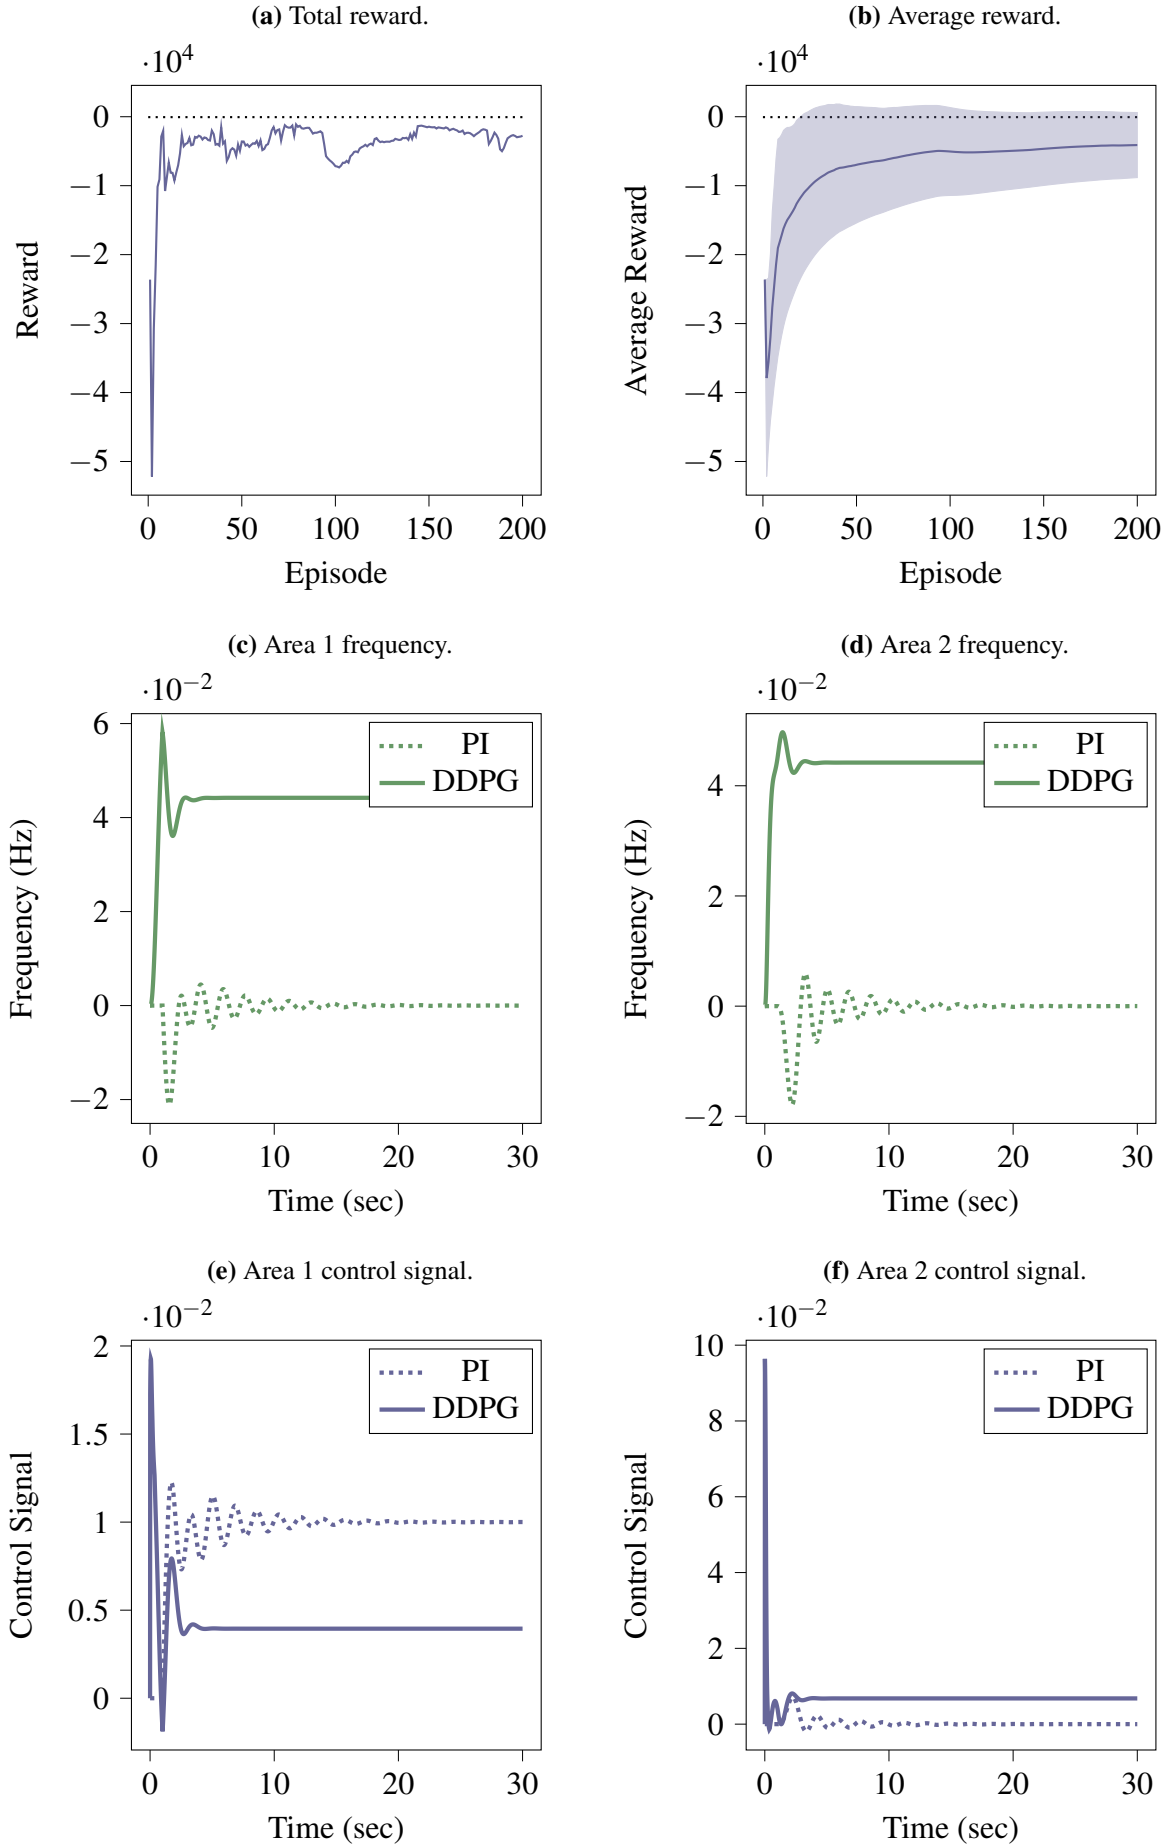 (a) Total reward.
·10⁴
0
−1
−2
−3
−4
−5
Reward
0 50 100 150 200
Episode
(b) Average reward.
·10⁴
0
−1
−2
−3
−4
−5
Average Reward
0 50 100 150 200
Episode
(c) Area 1 frequency.
·10⁻²
6
4
2
0
−2
Frequency (Hz)
PI
DDPG
0 10 20 30
Time (sec)
(d) Area 2 frequency.
·10⁻²
4
2
0
−2
Frequency (Hz)
PI
DDPG
0 10 20 30
Time (sec)
(e) Area 1 control signal.
·10⁻²
2
1.5
1
0.5
0
Control Signal
PI
DDPG
0 10 20 30
Time (sec)
(f) Area 2 control signal.
·10⁻²
10
8
6
4
2
0
Control Signal
PI
DDPG
0 10 20 30
Time (sec)